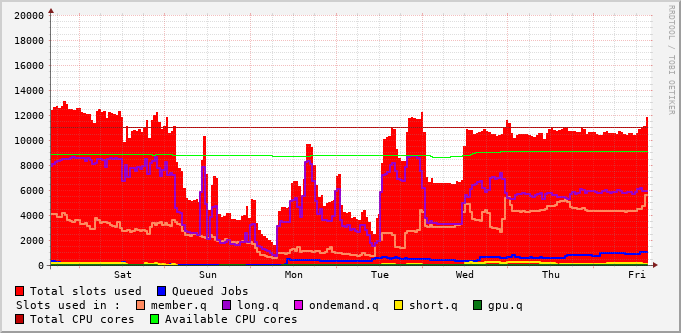 RRDTOOL / TOBI OETIKER
20000
18000
16000
14000
12000
10000
8000
6000
4000
2000
0
Sat Sun Mon Tue Wed Thu Fri
Total slots used Queued Jobs
Slots used in : member.q long.q ondemand.q short.q gpu.q
Total CPU cores Available CPU cores